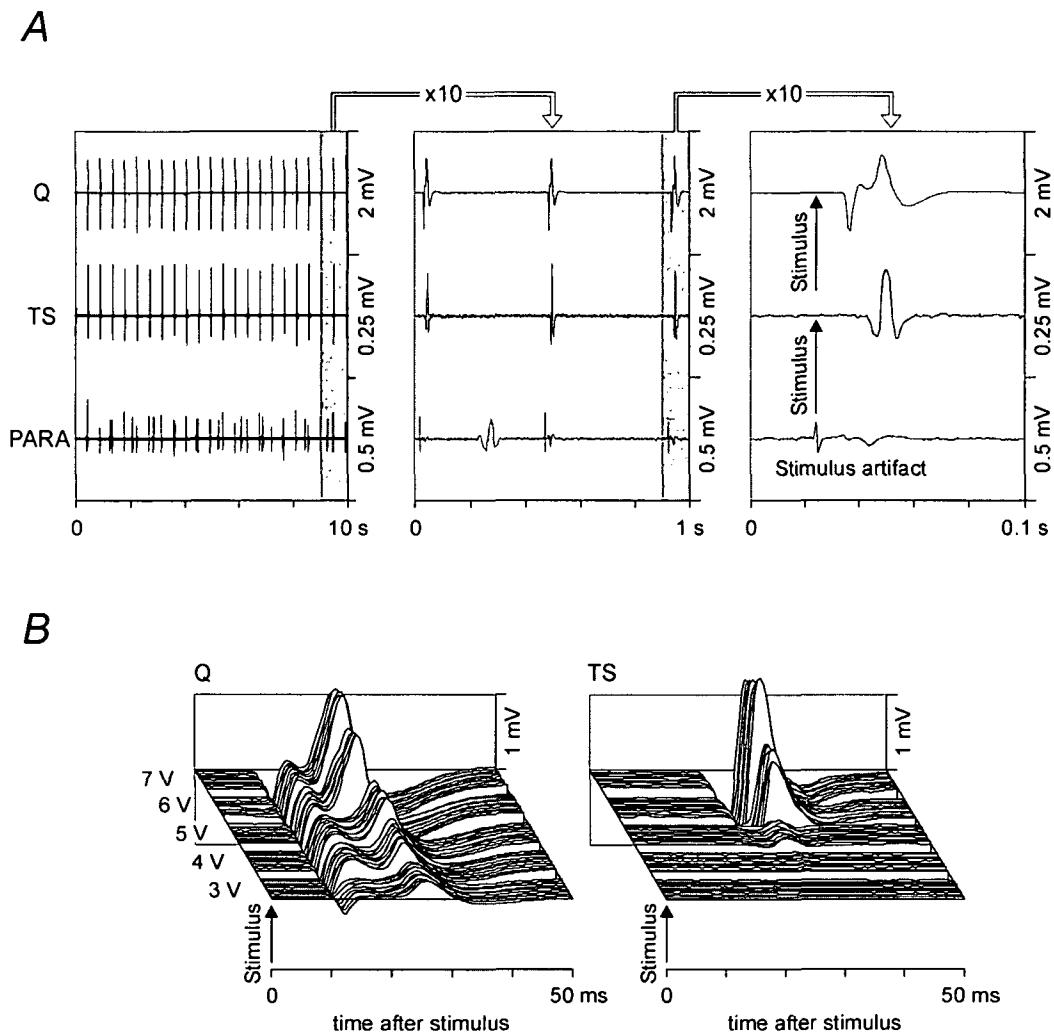 A
x10
x10
Q
TS
PARA
2 mV
0.25 mV
0.5 mV
2 mV
0.25 mV
0.5 mV
Stimulus
Stimulus
Stimulus artifact
2 mV
0.25 mV
0.5 mV
0
10 s
0
1 s
0
0.1 s
B
Q
1 mV
7 V
6 V
5 V
4 V
3 V
Stimulus
0
50 ms
time after stimulus
TS
1 mV
Stimulus
0
50 ms
time after stimulus